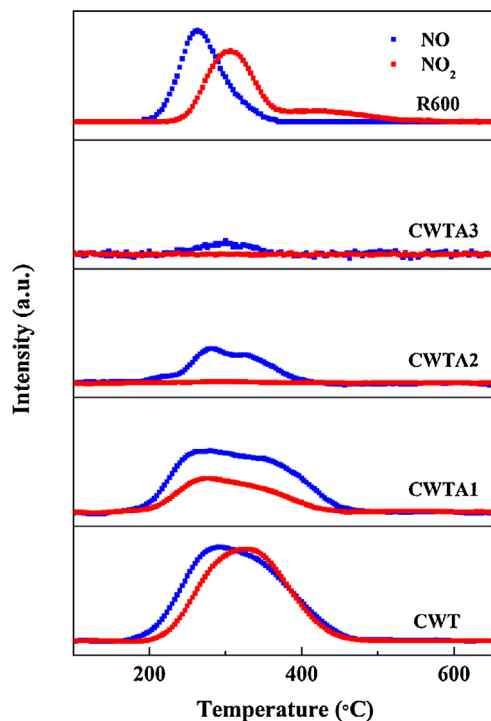 NO
NO2
R600
CWTA3
CWTA2
CWTA1
CWT
Intensity (a.u.)
200 400 600
Temperature (°C)